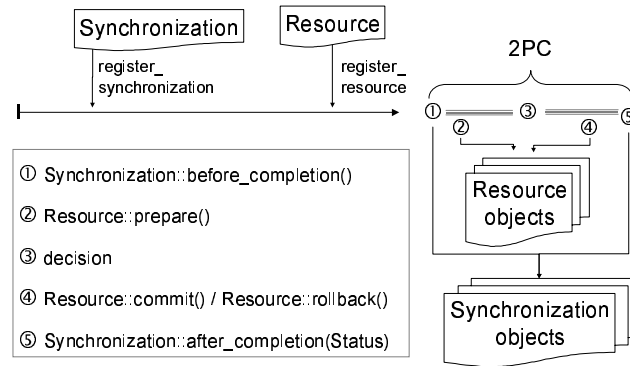 Synchronization
Resource
register_
synchronization
register_
resource
2PC
① ③ ⑤
② ④
① Synchronization::before_completion()
② Resource::prepare()
③ decision
④ Resource::commit() / Resource::rollback()
⑤ Synchronization::after_completion(Status)
Resource
objects
Synchronization
objects